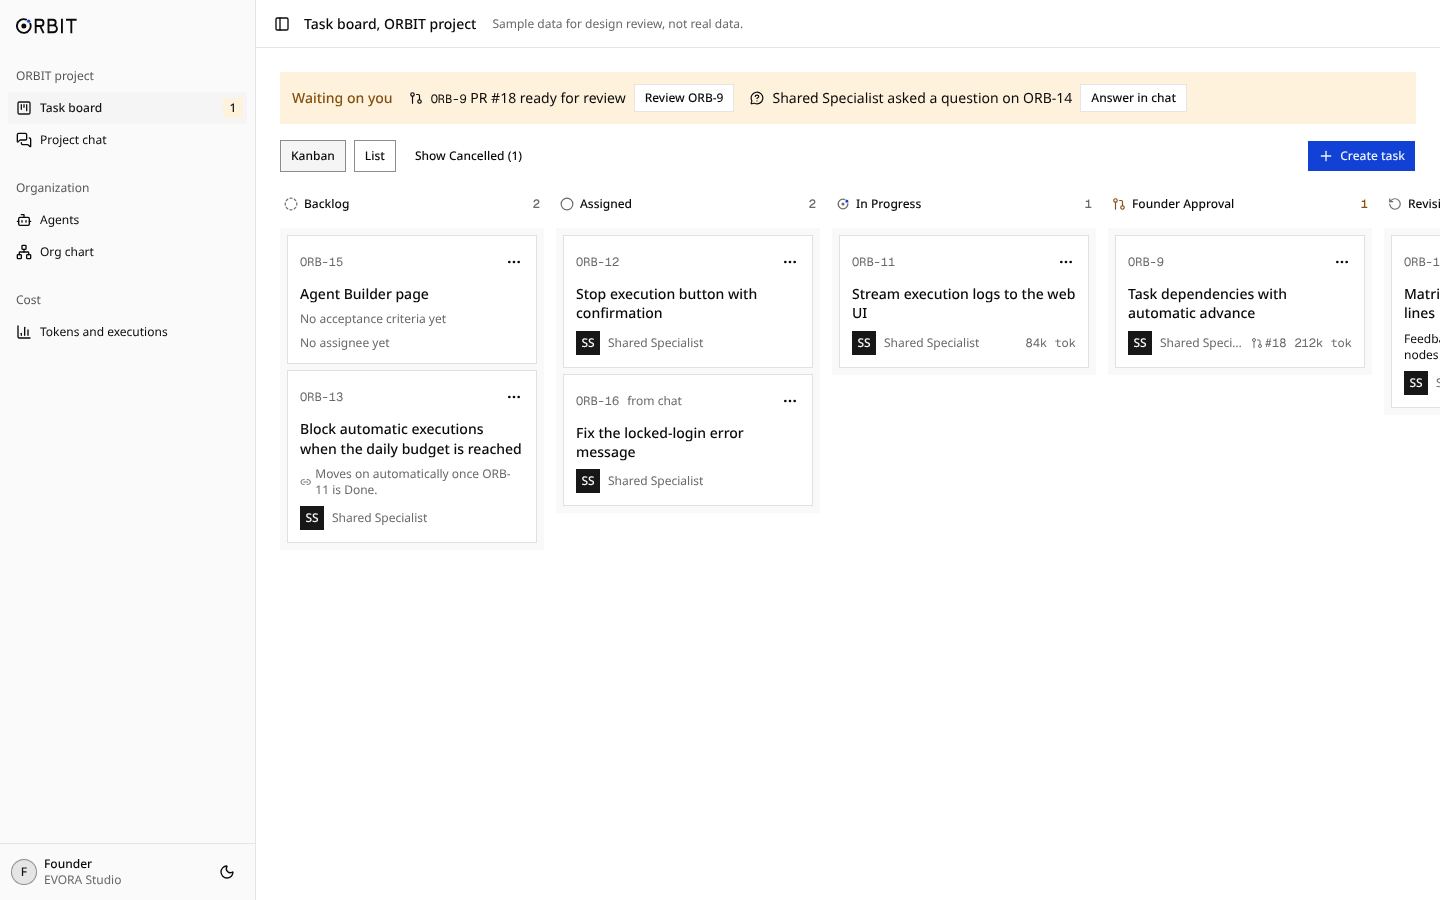 ORBIT
ORBIT project
Task board
1
Project chat
Organization
Agents
Org chart
Cost
Tokens and executions
F
Founder
EVORA Studio
Task board, ORBIT project
Sample data for design review, not real data.
Waiting on you
ORB-9 PR #18 ready for review
Review ORB-9
Shared Specialist asked a question on ORB-14
Answer in chat
Kanban
List
Show Cancelled (1)
Create task
Backlog
2
ORB-15
Agent Builder page
No acceptance criteria yet
No assignee yet
ORB-13
Block automatic executions
when the daily budget is reached
Moves on automatically once ORB-
11 is Done.
SS
Shared Specialist
Assigned
2
ORB-12
Stop execution button with
confirmation
SS
Shared Specialist
ORB-16 from chat
Fix the locked-login error
message
SS
Shared Specialist
In Progress
1
ORB-11
Stream execution logs to the web
UI
SS
Shared Specialist
84k tok
Founder Approval
1
ORB-9
Task dependencies with
automatic advance
SS
Shared Speci…
#18
212k tok
Revisi
ORB-1
Matri
lines
Feedba
nodes
SS